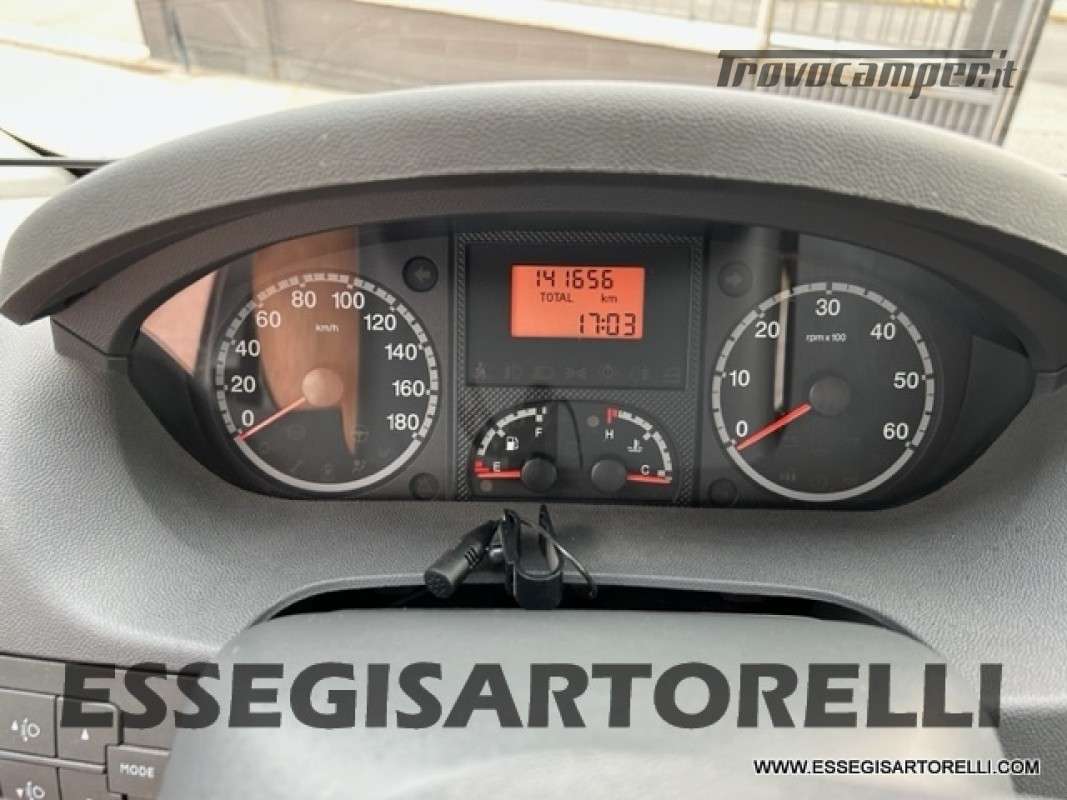 Trovocamper.it
141656
TOTAL km
17:03
0 20 40 60 80 100 120 140 160 180
km/h
E F
H C
0 10 20 30 40 50 60
rpm x 100
ESSEGISARTORELLI
MODE
WWW.ESSEGISARTORELLI.COM